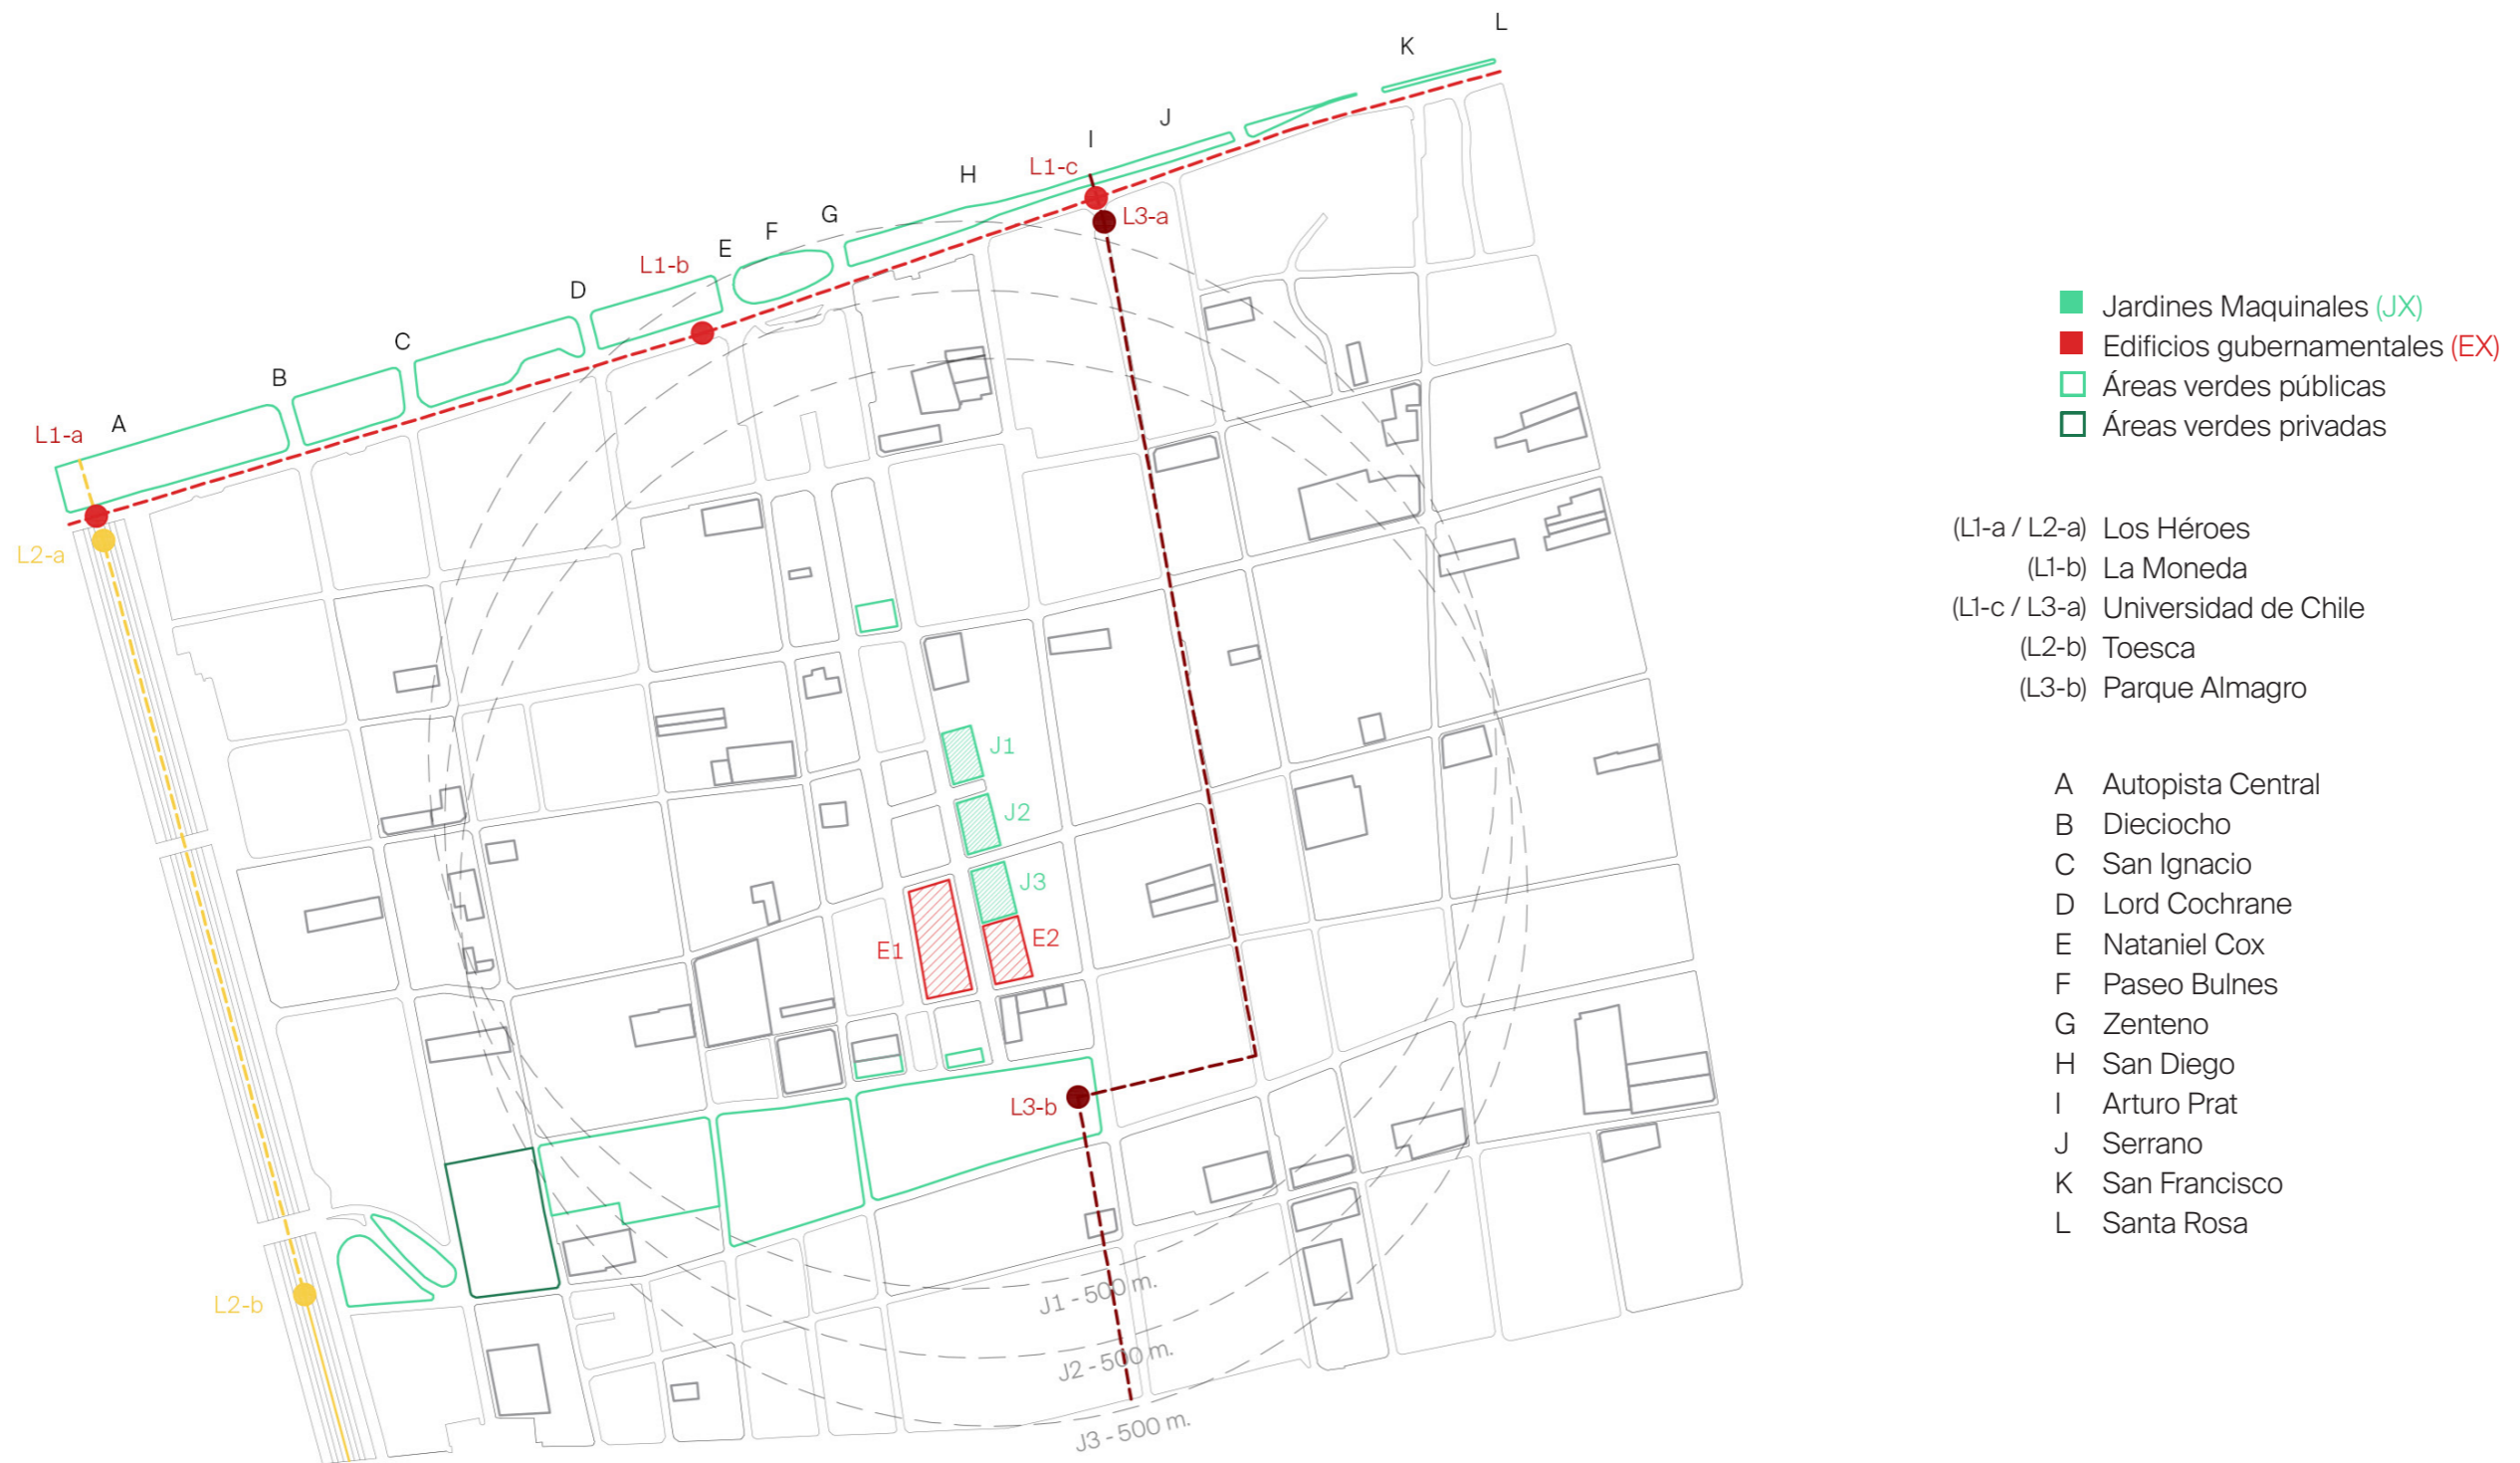 L
K
J
I
L1-c
H
L3-a
G
F
E
L1-b
D
C
B
A
L1-a
L2-a
J1
J2
J3
E1
E2
L3-b
L2-b
J1 - 500 m.
J2 - 500 m.
J3 - 500 m.
Jardines Maquinales (JX)
Edificios gubernamentales (EX)
Áreas verdes públicas
Áreas verdes privadas
(L1-a / L2-a) Los Héroes
(L1-b) La Moneda
(L1-c / L3-a) Universidad de Chile
(L2-b) Toesca
(L3-b) Parque Almagro
A Autopista Central
B Dieciocho
C San Ignacio
D Lord Cochrane
E Nataniel Cox
F Paseo Bulnes
G Zenteno
H San Diego
I Arturo Prat
J Serrano
K San Francisco
L Santa Rosa